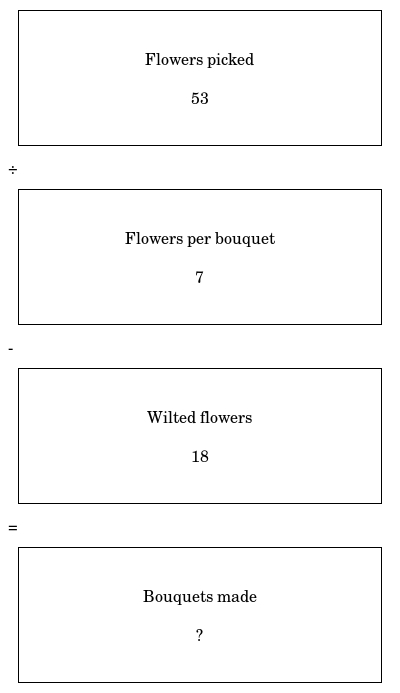 Flowers picked
53
÷
Flowers per bouquet
7
-
Wilted flowers
18
=
Bouquets made
?